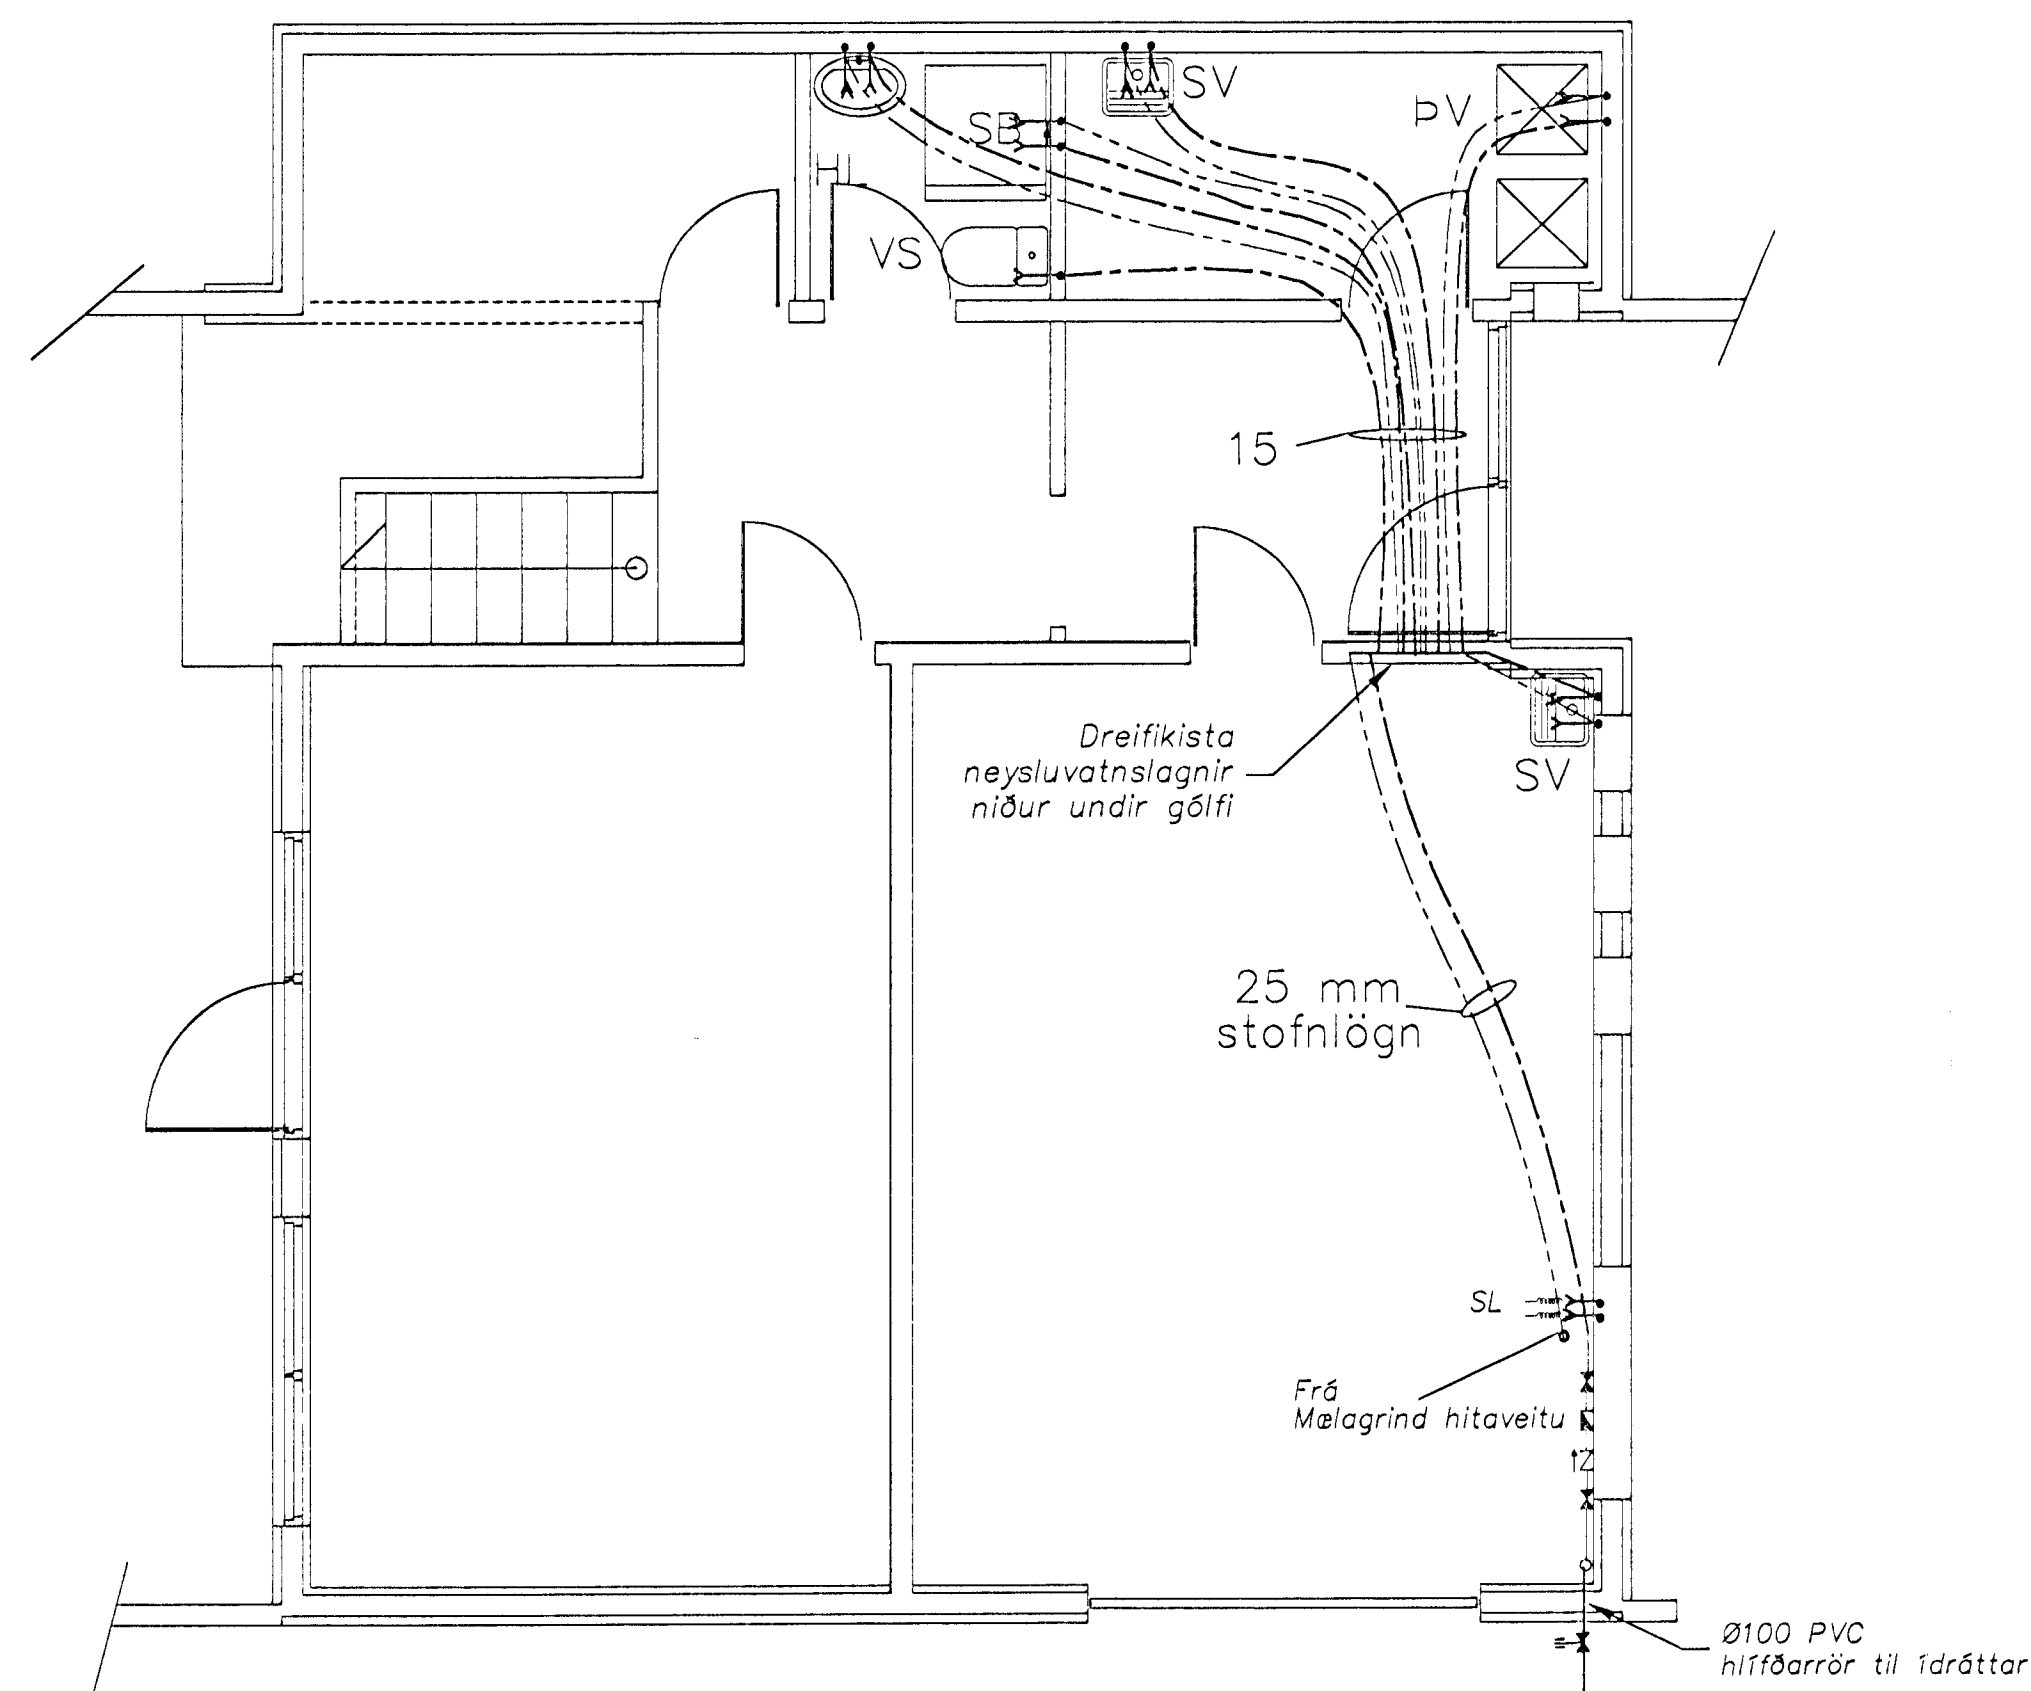 SV
ÞV
SB
VS
15
Dreifikista
neysluvatnslagnir
niður undir gólfi
SV
25 mm
stofnlögn
SL
Frá
Mælagrind hitaveitu
Ø100 PVC
hlífðarrör til ídráttar